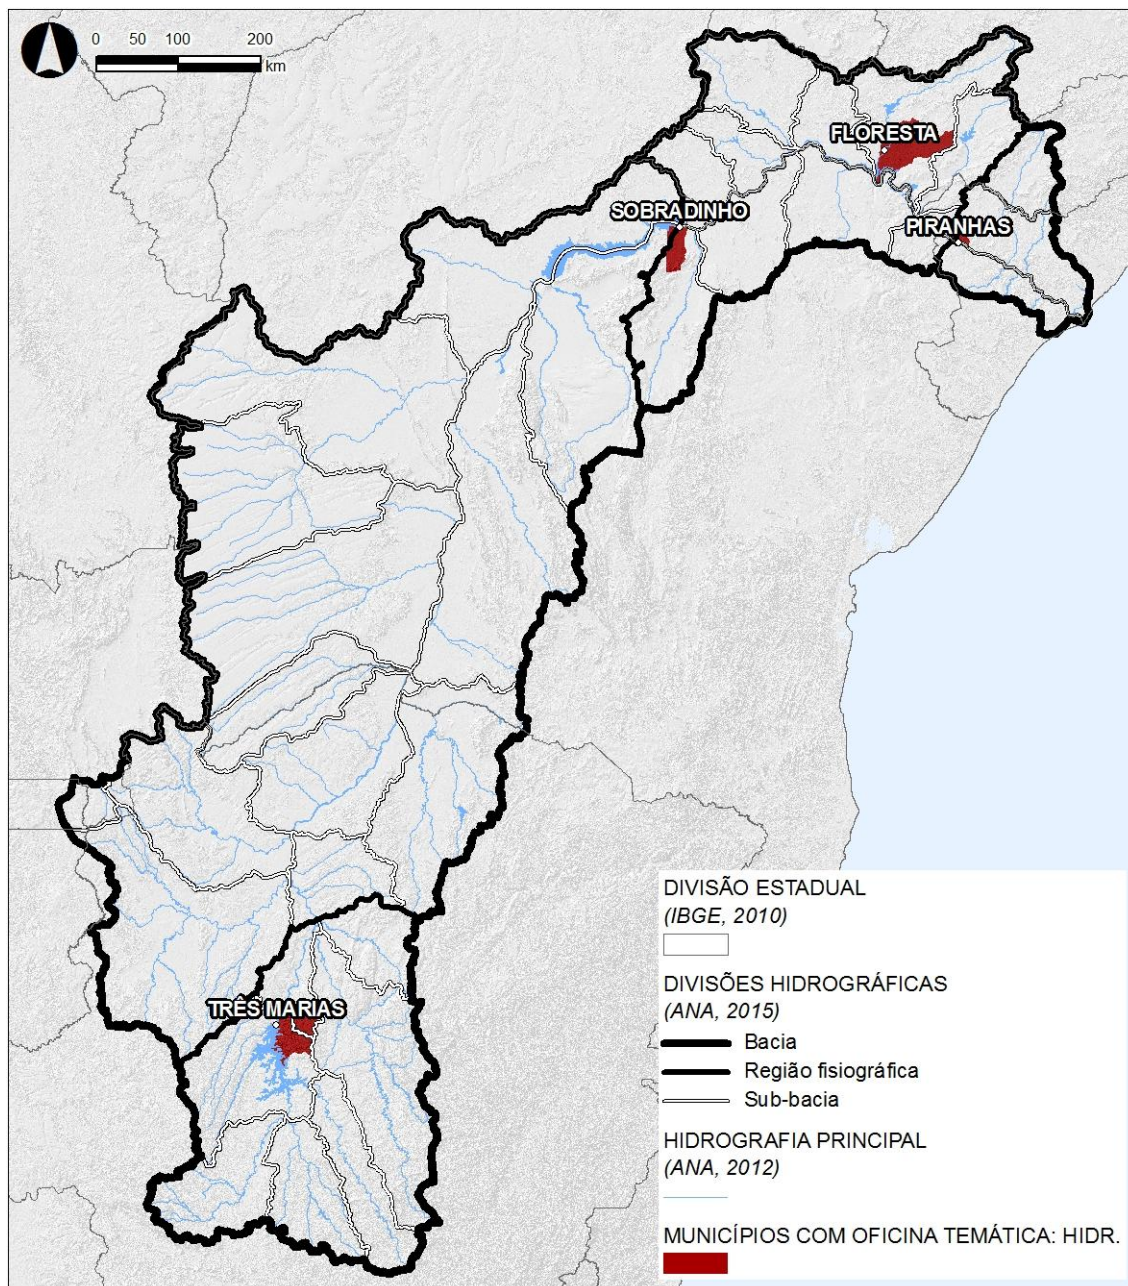 0 50 100 200
km
FLORESTA
SOBRADINHO
PIRANHAS
TRÊS MARIAS
DIVISÃO ESTADUAL
(IBGE, 2010)
DIVISÕES HIDROGRÁFICAS
(ANA, 2015)
Bacia
Região fisiográfica
Sub-bacia
HIDROGRAFIA PRINCIPAL
(ANA, 2012)
MUNICÍPIOS COM OFICINA TEMÁTICA: HIDR.